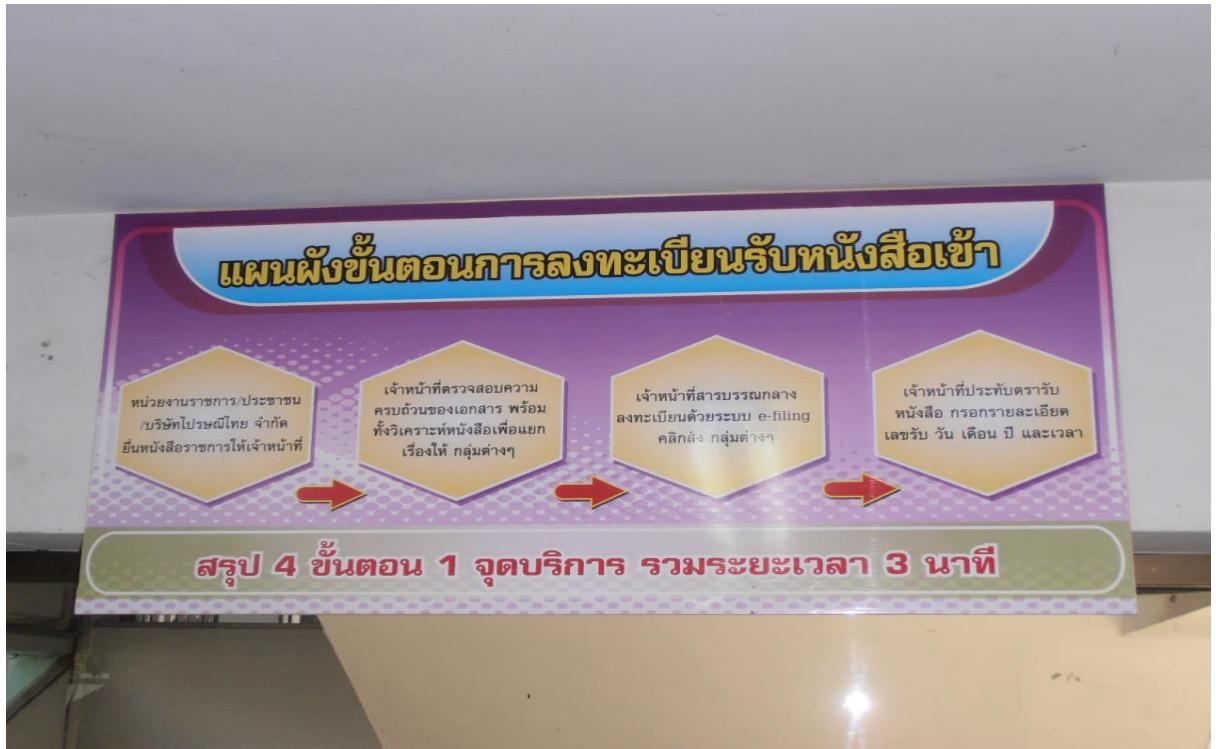 แผนผังขั้นตอนการลงทะเบียนรับหนังสือเข้า
หน่วยงานราชการ/ประชาชน
/บริษัทไปรษณีไทย จำกัด
ยื่นหนังสือราชการให้เจ้าหน้าที่
เจ้าหน้าที่ตรวจสอบความ
ครบถ้วนของเอกสาร พร้อม
ทั้งวิเคราะห์หนังสือเพื่อแยก
เรื่องให้ กลุ่มต่างๆ
เจ้าหน้าที่สารบรรณกลาง
ลงทะเบียนด้วยระบบ e-filing
คลิกส่ง กลุ่มต่างๆ
เจ้าหน้าที่ประทับตรารับ
หนังสือ กรอกรายละเอียด
เลขรับ วัน เดือน ปี และเวลา
สรุป 4 ขั้นตอน 1 จุดบริการ รวมระยะเวลา 3 นาที